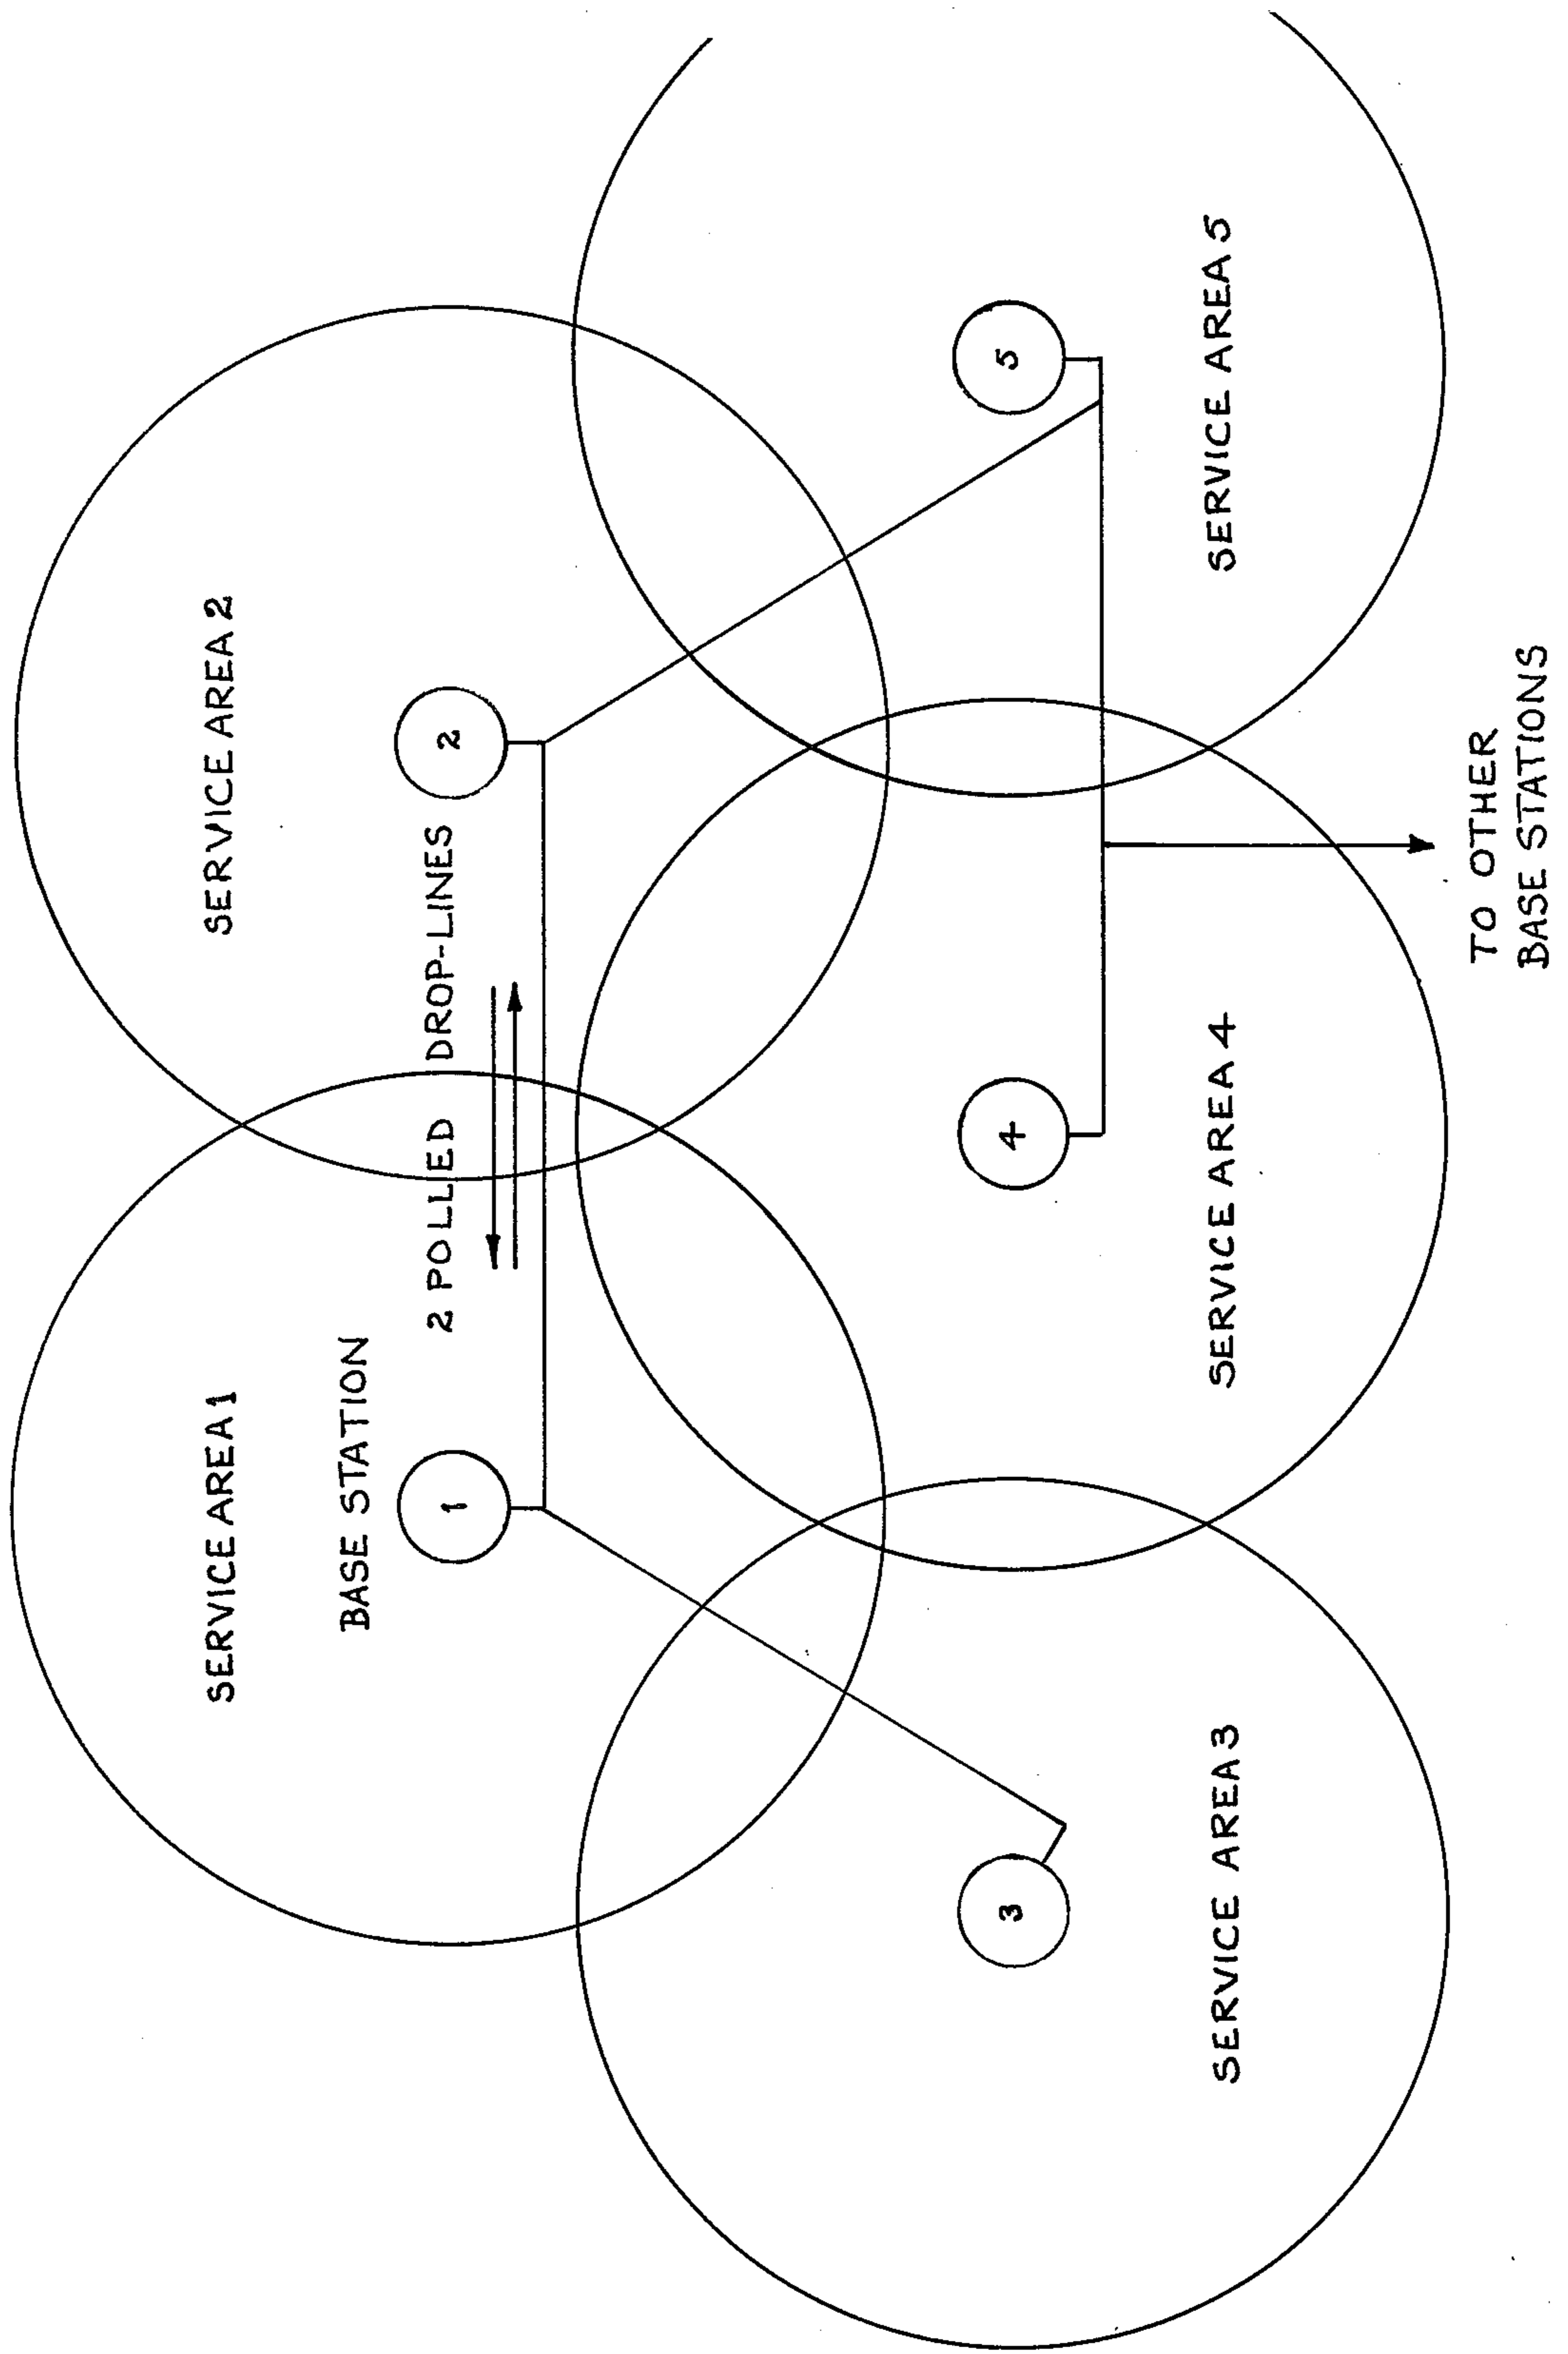 SERVICE AREA 1
SERVICE AREA 2
BASE STATION
2 POLLED DROP-LINES
1
2
3
4
5
SERVICE AREA 3
SERVICE AREA 4
SERVICE AREA 5
TO OTHER
BASE STATIONS